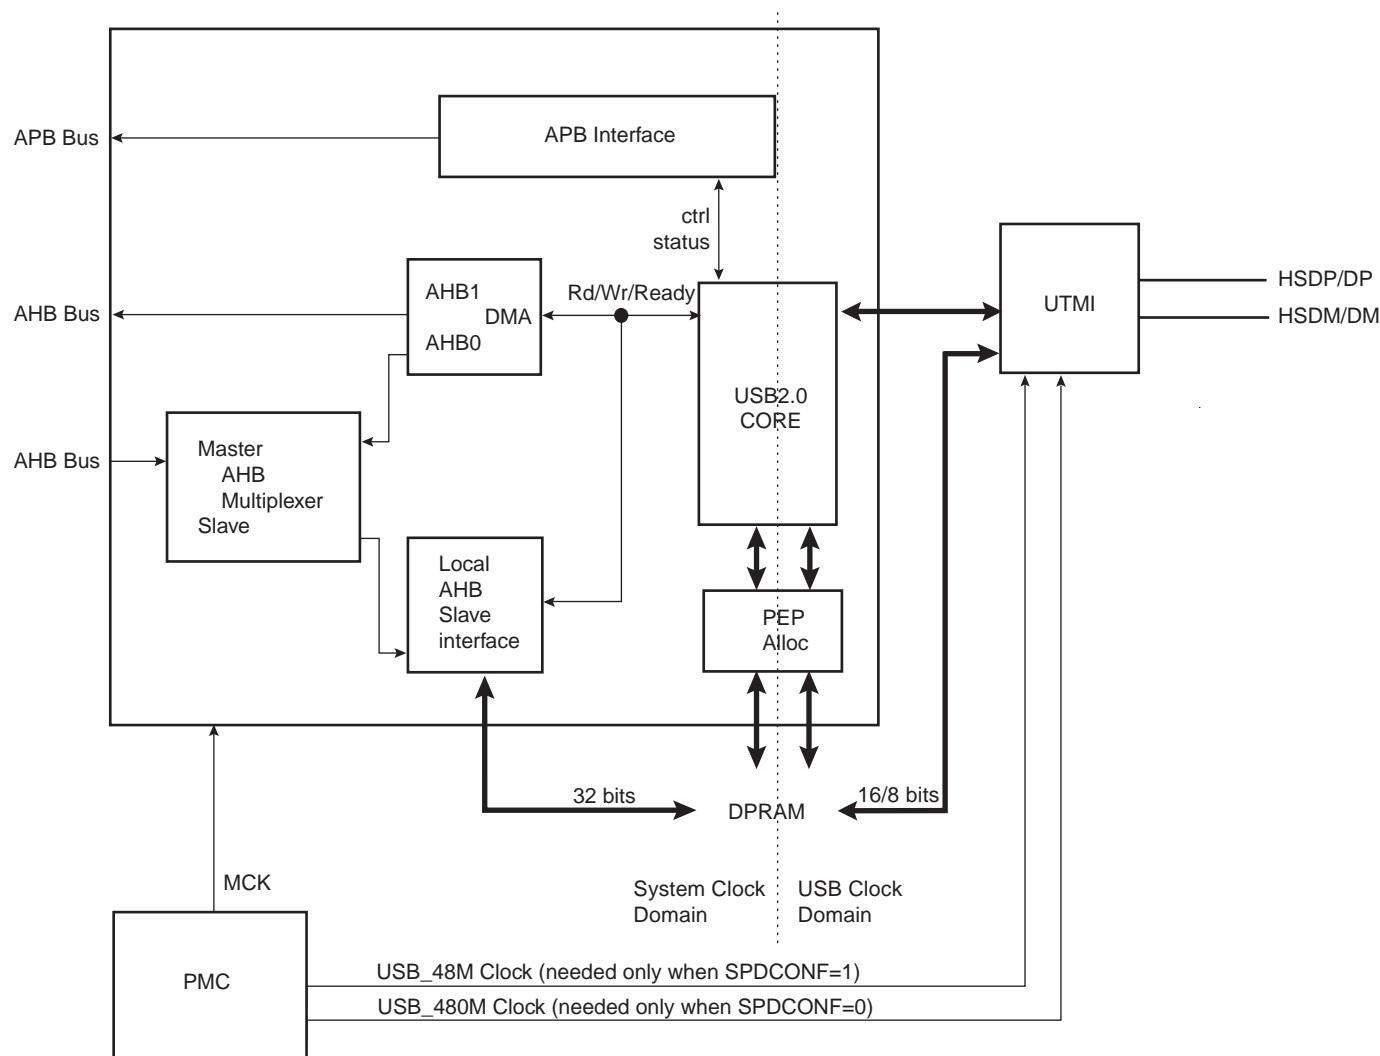 APB Bus
APB Interface
ctrl
status
AHB Bus
AHB1
DMA
AHB0
Rd/Wr/Ready
UTMI
HSDP/DP
HSDM/DM
USB2.0
CORE
AHB Bus
Master
AHB
Multiplexer
Slave
Local
AHB
Slave
interface
PEP
Alloc
32 bits
DPRAM
16/8 bits
MCK
System Clock
Domain
USB Clock
Domain
PMC
USB_48M Clock (needed only when SPDCONF=1)
USB_480M Clock (needed only when SPDCONF=0)